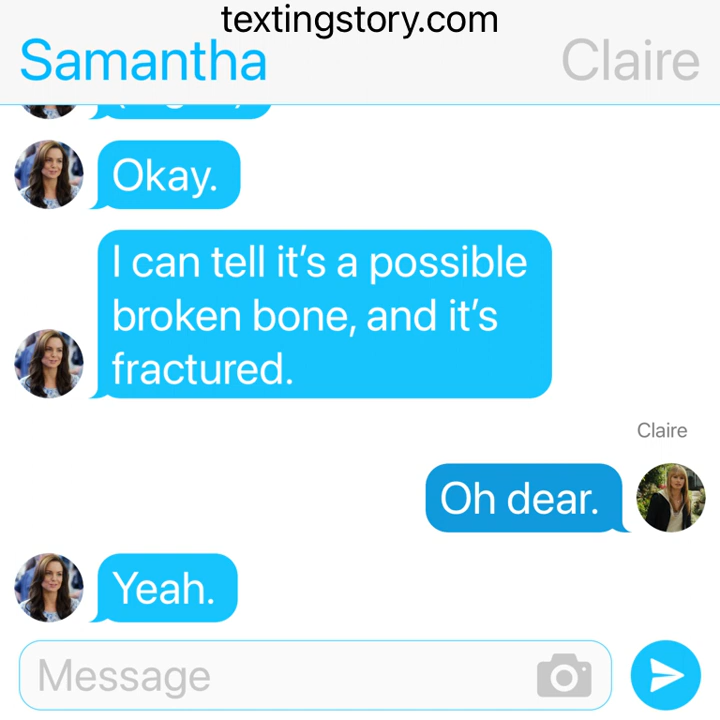 textingstory.com
Samantha
Claire
Okay.
I can tell it’s a possible
broken bone, and it’s
fractured.
Claire
Oh dear.
Yeah.
Message